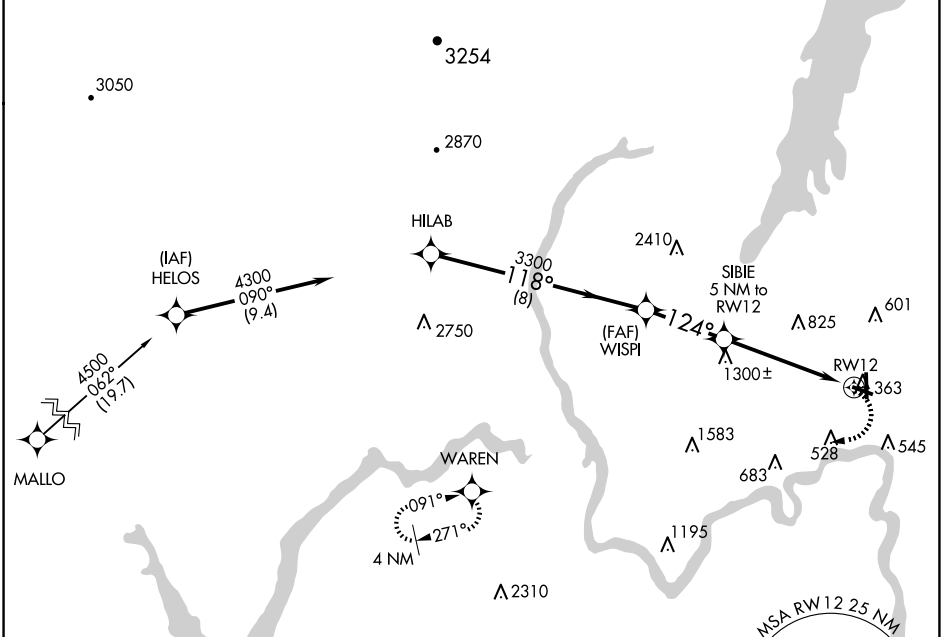 3254
3050
2870
HILAB
(IAF)
HELOS
4300
090°
(9.4)
3300
118°
(8)
2410
SIBIE
5 NM to
RW12
124°
(FAF)
WISPI
825
601
2750
4500
062°
(19.7)
1300±
RW12
363
MALLO
WAREN
091°
271°
4 NM
1583
683
528
545
1195
2310
MSA RW12 25 NM